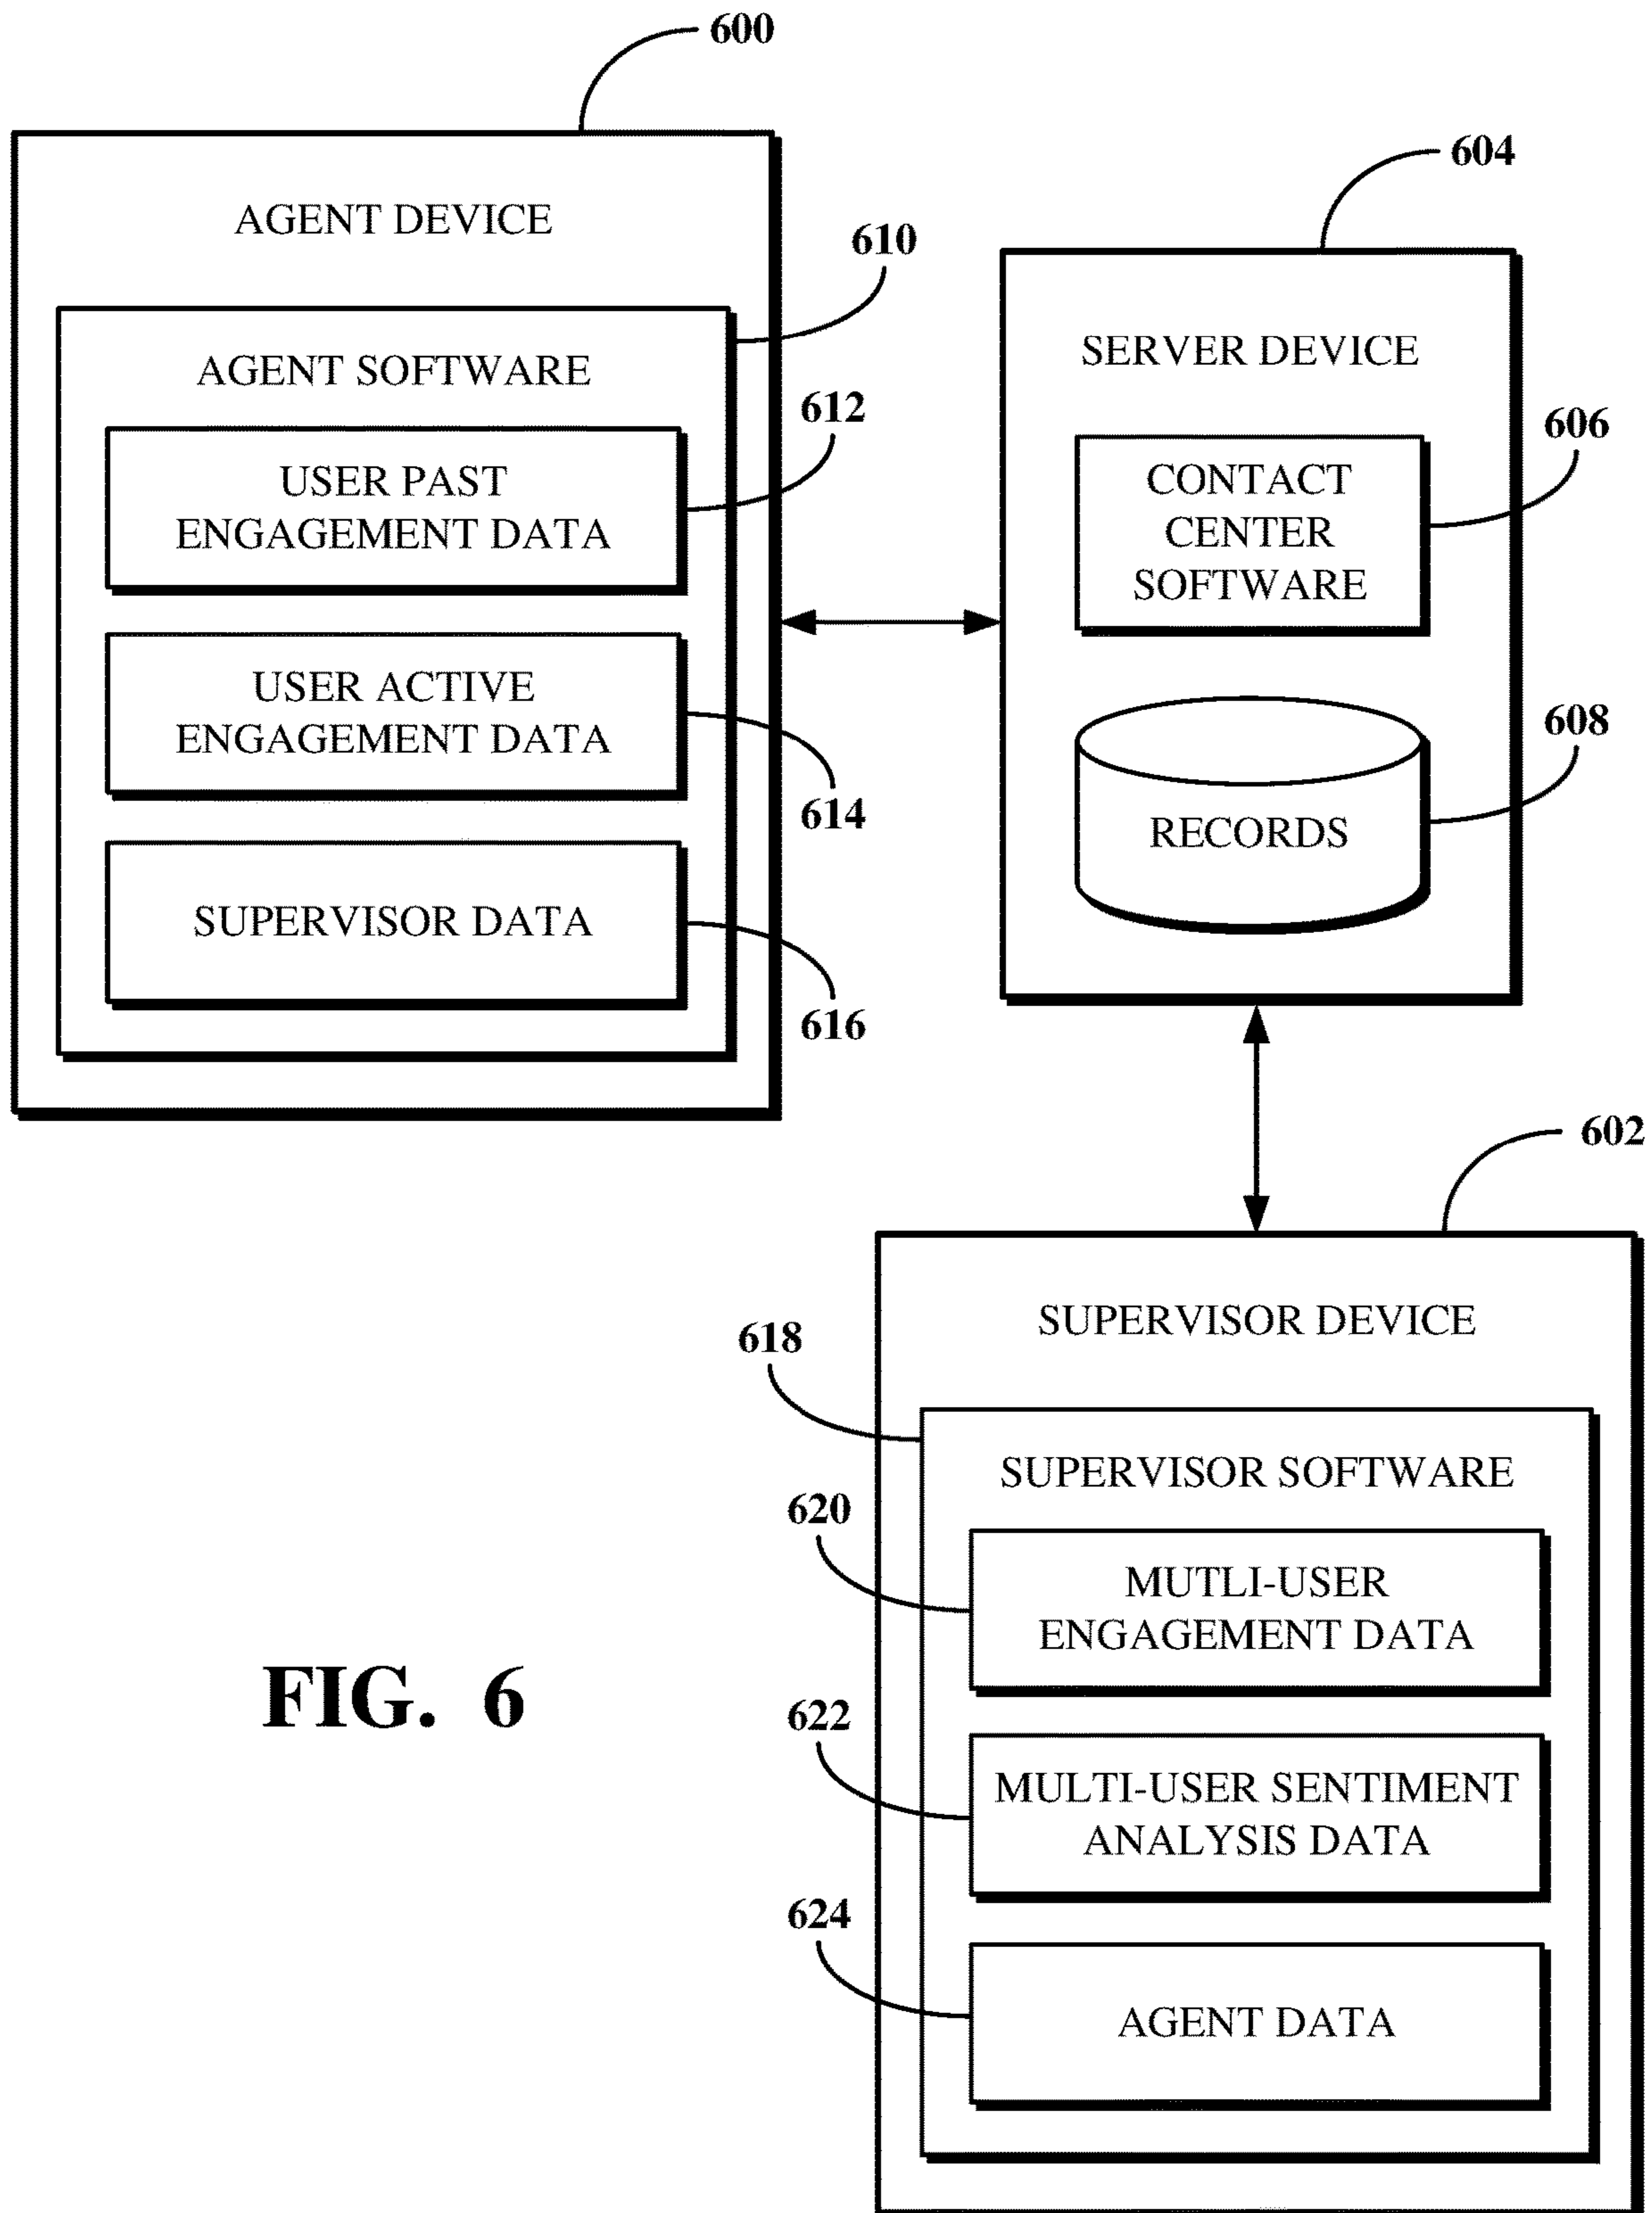 600
AGENT DEVICE
610
AGENT SOFTWARE
612
USER PAST
ENGAGEMENT DATA
USER ACTIVE
ENGAGEMENT DATA
614
SUPERVISOR DATA
616
604
SERVER DEVICE
606
CONTACT
CENTER
SOFTWARE
608
RECORDS
602
SUPERVISOR DEVICE
618
SUPERVISOR SOFTWARE
620
MUTLI-USER
ENGAGEMENT DATA
622
MULTI-USER SENTIMENT
ANALYSIS DATA
624
AGENT DATA
FIG. 6